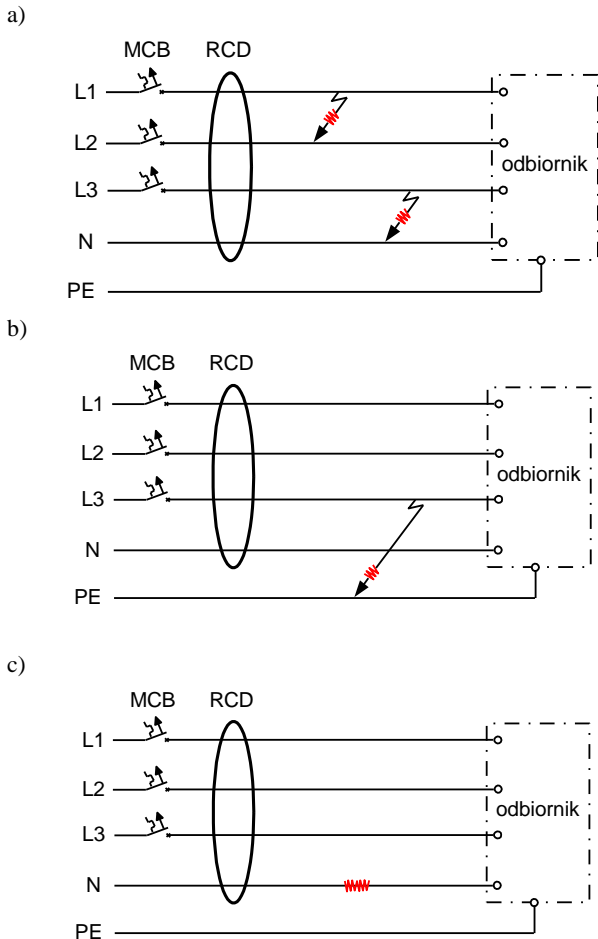 a)
MCB RCD
L1
L2
odbiornik
L3
N
PE
b)
MCB RCD
L1
L2
odbiornik
L3
N
PE
c)
MCB RCD
L1
L2
odbiornik
L3
N
PE